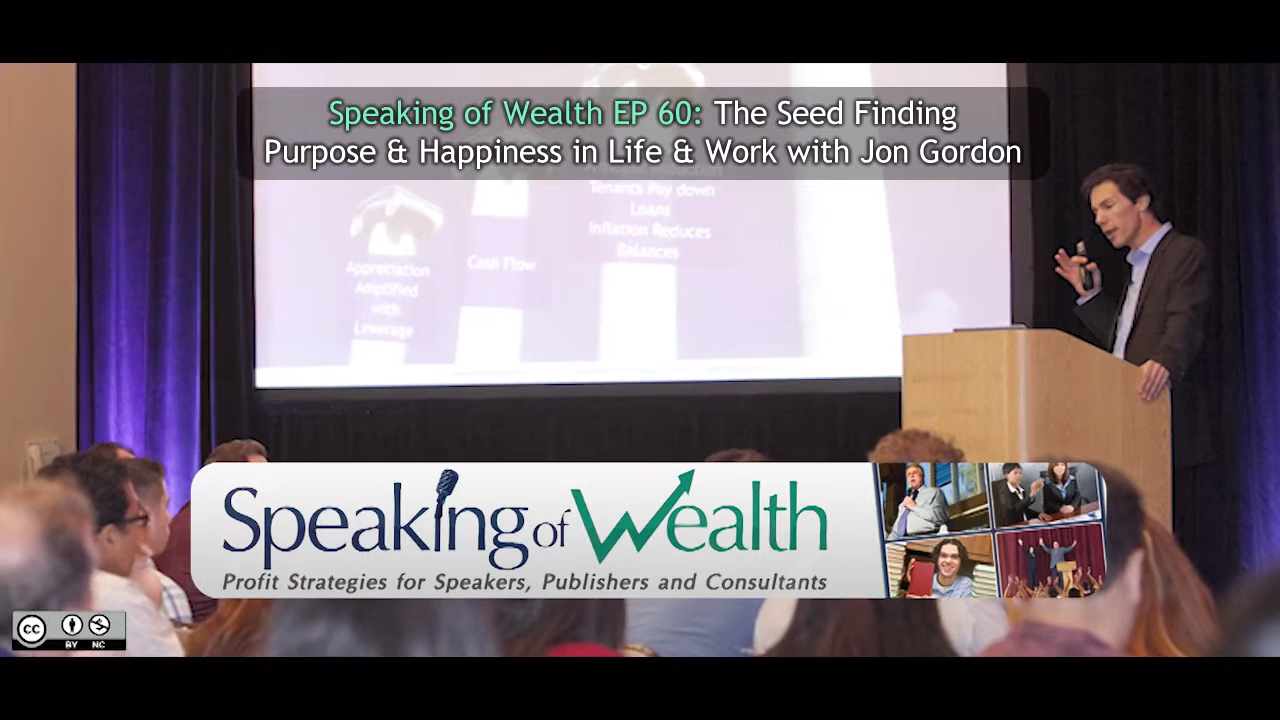 Speaking of Wealth EP 60: The Seed Finding
Purpose & Happiness in Life & Work with Jon Gordon
Tenants Pay down
Loans
Inflation Reduces
Balances
Cash Flow
Appreciation
Amplified
with
Leverage
Speaking of Wealth
Profit Strategies for Speakers, Publishers and Consultants
cc
BY NC